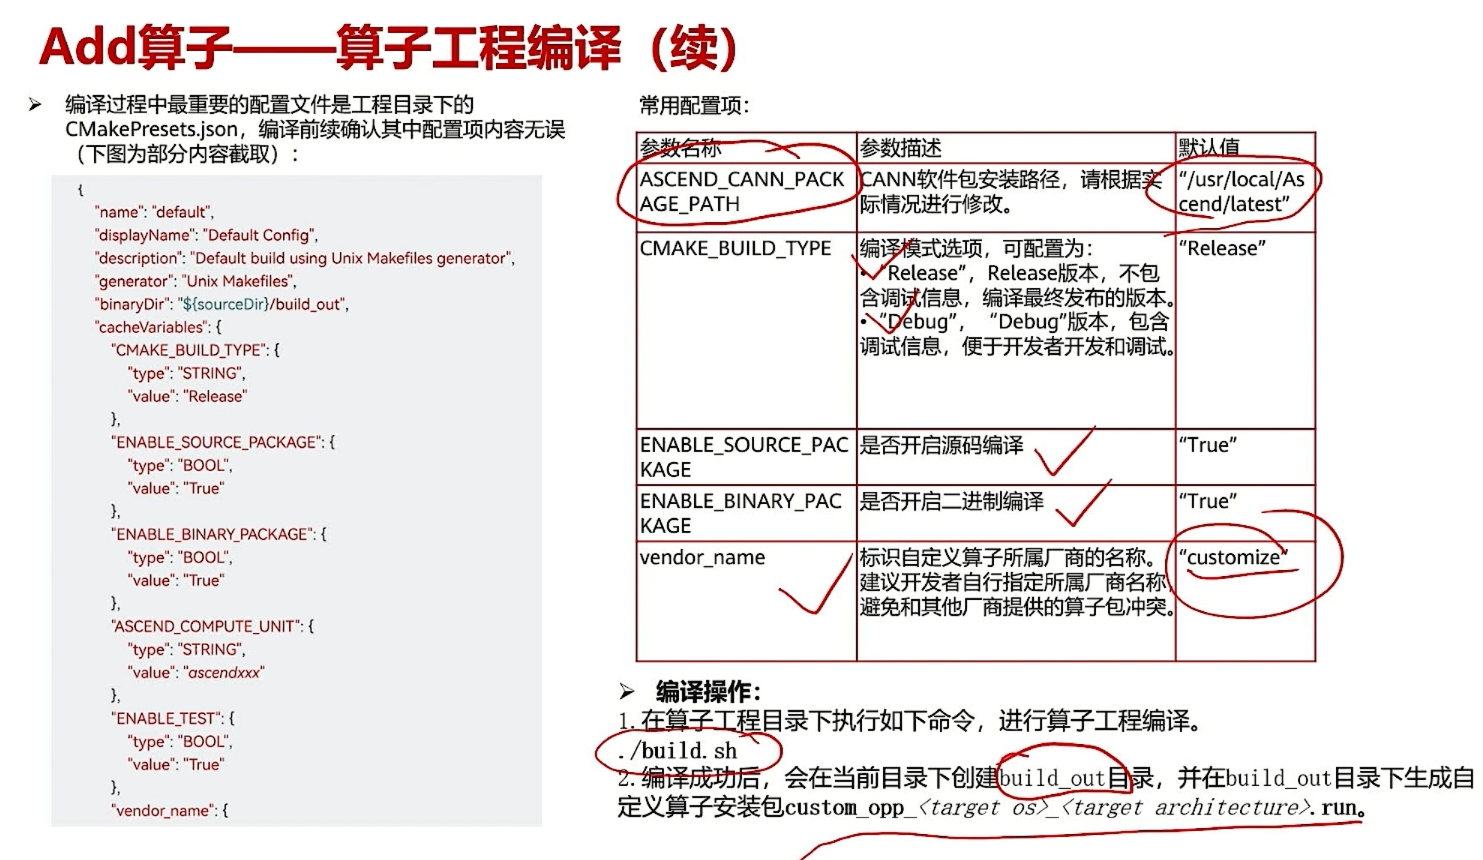 Add算子——算子工程编译（续）
➢ 编译过程中最重要的配置文件是工程目录下的
CMakePresets.json，编译前续确认其中配置项内容无误
（下图为部分内容截取）：
{
"name": "default",
"displayName": "Default Config",
"description": "Default build using Unix Makefiles generator",
"generator": "Unix Makefiles",
"binaryDir": "${sourceDir}/build_out",
"cacheVariables": {
"CMAKE_BUILD_TYPE": {
"type": "STRING",
"value": "Release"
},
"ENABLE_SOURCE_PACKAGE": {
"type": "BOOL",
"value": "True"
},
"ENABLE_BINARY_PACKAGE": {
"type": "BOOL",
"value": "True"
},
"ASCEND_COMPUTE_UNIT": {
"type": "STRING",
"value": "ascendxxx"
},
"ENABLE_TEST": {
"type": "BOOL",
"value": "True"
},
"vendor_name": {
常用配置项：
参数名称 参数描述 默认值
ASCEND_CANN_PACK
AGE_PATH
CANN软件包安装路径，请根据实
际情况进行修改。
“/usr/local/As
cend/latest”
CMAKE_BUILD_TYPE
编译模式选项，可配置为：
• “Release”，Release版本，不包
含调试信息，编译最终发布的版本。
• “Debug”，“Debug”版本，包含
调试信息，便于开发者开发和调试。
“Release”
ENABLE_SOURCE_PAC
KAGE
是否开启源码编译
“True”
ENABLE_BINARY_PAC
KAGE
是否开启二进制编译
“True”
vendor_name
标识自定义算子所属厂商的名称。
建议开发者自行指定所属厂商名称，
避免和其他厂商提供的算子包冲突。
“customize”
➢ 编译操作：
1.在算子工程目录下执行如下命令，进行算子工程编译。
./build.sh
2.编译成功后，会在当前目录下创建build_out目录，并在build_out目录下生成自
定义算子安装包custom_opp_<target os>_<target architecture>.run。